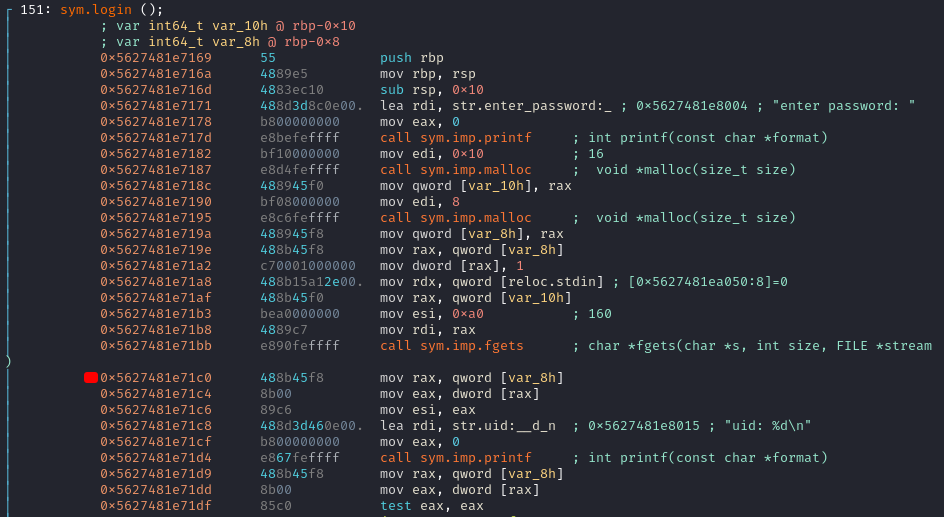 151: sym.login ();
; var int64_t var_10h @ rbp-0×10
; var int64_t var_8h @ rbp-0×8
0×5627481e7169 55 push rbp
0×5627481e716a 4889e5 mov rbp, rsp
0×5627481e716d 4883ec10 sub rsp, 0×10
0×5627481e7171 488d3d8c0e00. lea rdi, str.enter_password:_ ; 0×5627481e8004 ; "enter password: "
0×5627481e7178 b800000000 mov eax, 0
0×5627481e717d e8befeffff call sym.imp.printf ; int printf(const char *format)
0×5627481e7182 bf10000000 mov edi, 0×10 ; 16
0×5627481e7187 e8d4feffff call sym.imp.malloc ;  void *malloc(size_t size)
0×5627481e718c 488945f0 mov qword [var_10h], rax
0×5627481e7190 bf08000000 mov edi, 8
0×5627481e7195 e8c6feffff call sym.imp.malloc ;  void *malloc(size_t size)
0×5627481e719a 488945f8 mov qword [var_8h], rax
0×5627481e719e 488b45f8 mov rax, qword [var_8h]
0×5627481e71a2 c70001000000 mov dword [rax], 1
0×5627481e71a8 488b15a12e00. mov rdx, qword [reloc.stdin] ; [0×5627481ea050:8]=0
0×5627481e71af 488b45f0 mov rax, qword [var_10h]
0×5627481e71b3 bea0000000 mov esi, 0×a0 ; 160
0×5627481e71b8 4889c7 mov rdi, rax
0×5627481e71bb e890feffff call sym.imp.fgets ; char *fgets(char *s, int size, FILE *stream
)
0×5627481e71c0 488b45f8 mov rax, qword [var_8h]
0×5627481e71c4 8b00 mov eax, dword [rax]
0×5627481e71c6 89c6 mov esi, eax
0×5627481e71c8 488d3d460e00. lea rdi, str.uid:__d_n ; 0×5627481e8015 ; "uid: %d\n"
0×5627481e71cf b800000000 mov eax, 0
0×5627481e71d4 e867feffff call sym.imp.printf ; int printf(const char *format)
0×5627481e71d9 488b45f8 mov rax, qword [var_8h]
0×5627481e71dd 8b00 mov eax, dword [rax]
0×5627481e71df 85c0 test eax, eax